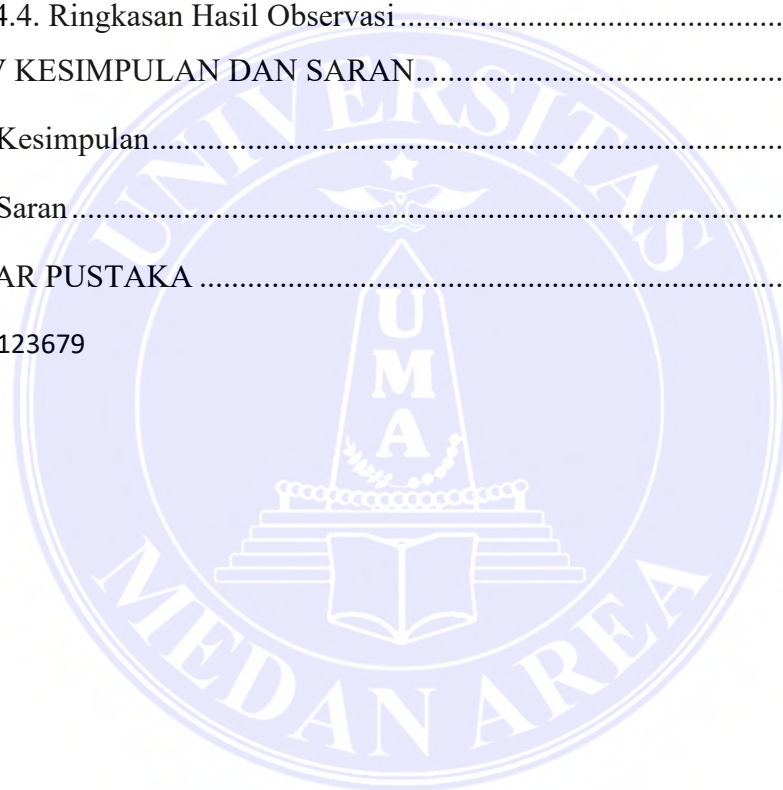 4.4. Ringkasan Hasil Observasi ........................................................
V KESIMPULAN DAN SARAN ........................................................
Kesimpulan ........................................................
Saran ........................................................
AR PUSTAKA ........................................................
123679
UNIVERSITAS
UMA
MEDAN AREA